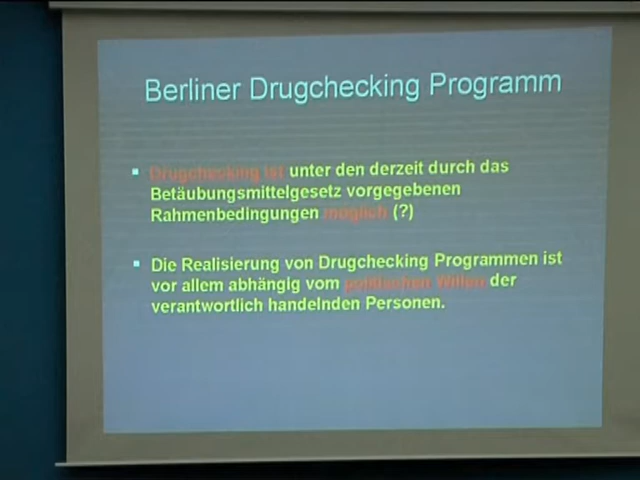 Berliner Drugchecking Programm
Drugchecking ist unter den derzeit durch das
Betäubungsmittelgesetz vorgegebenen
Rahmenbedingungen möglich (?)
Die Realisierung von Drugchecking Programmen ist
vor allem abhängig vom politischen Willen der
verantwortlich handelnden Personen.